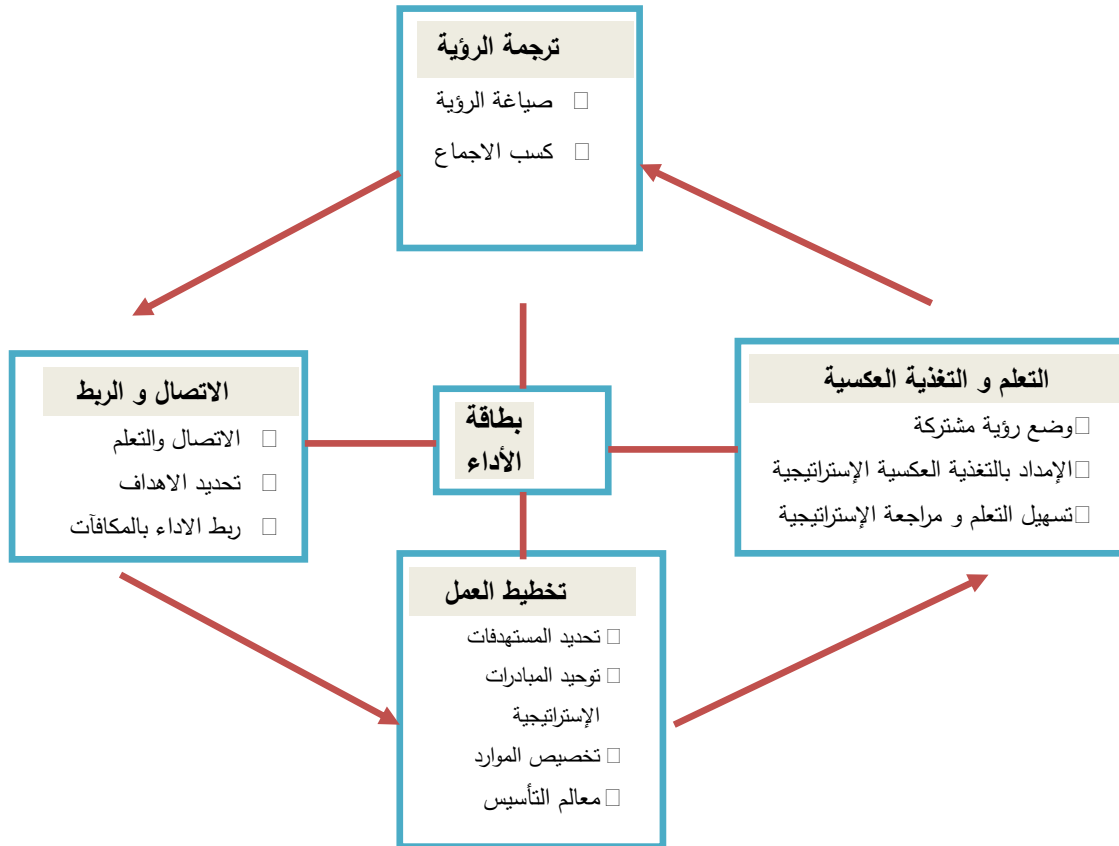 ترجمة الرؤية
صياغة الرؤية
كسب الاجماع
الاتصال و الربط
الاتصال والتعلم
تحديد الاهداف
ربط الاداء بالمكافآت
بطاقة
الأداء
التعلم و التغذية العكسية
وضع رؤية مشتركة
الإمداد بالتغذية العكسية الإستراتيجية
تسهيل التعلم و مراجعة الإستراتيجية
تخطيط العمل
تحديد المستهدفات
توحيد المبادرات
الإستراتيجية
تخصيص الموارد
معالم التأسيس